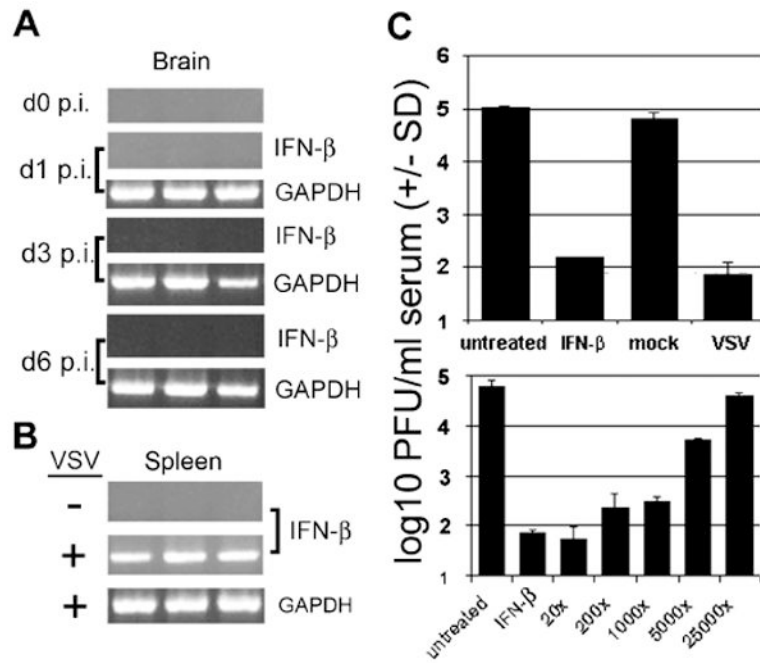 A
Brain
d0 p.i.
d1 p.i.
IFN-β
GAPDH
d3 p.i.
IFN-β
GAPDH
d6 p.i.
IFN-β
GAPDH
B
VSV
Spleen
-
IFN-β
+
+
GAPDH
C
log10 PFU/ml serum (+/- SD)
6
5
4
3
2
1
untreated IFN-β mock VSV
5
4
3
2
1
untreated IFN-β 20x 200x 1000x 5000x 25000x